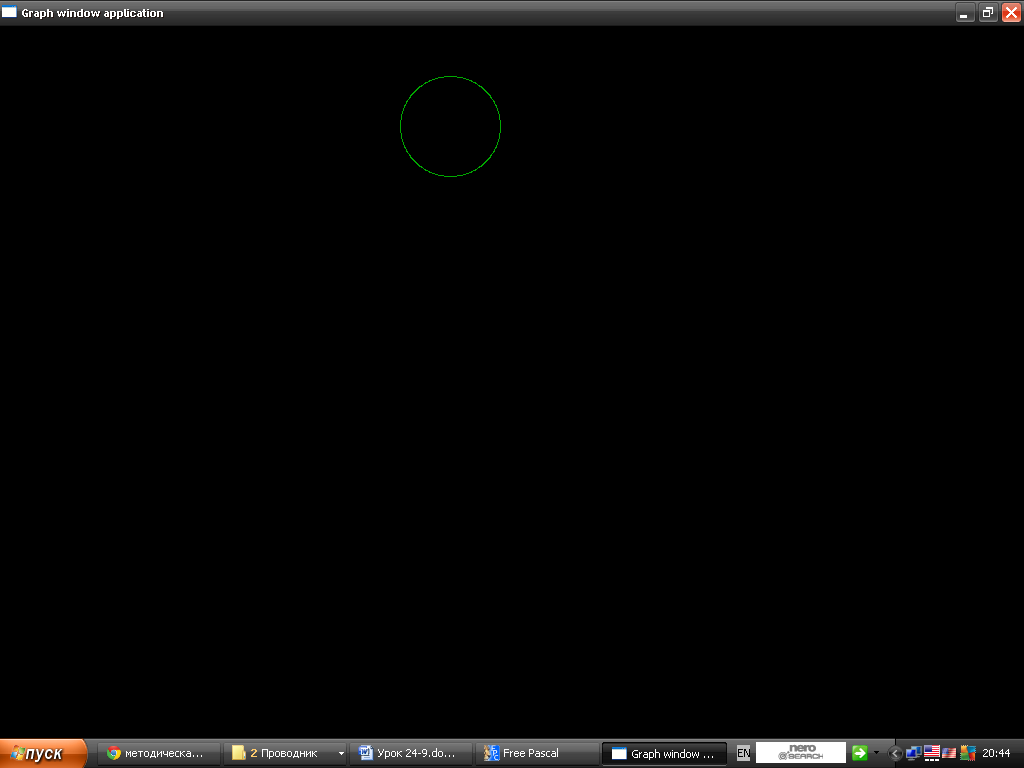 Graph window application
пуск
методическа...
2 Проводник
Урок 24-9.do...
Free Pascal
Graph window ...
EN
nero
@SEARCH
20:44